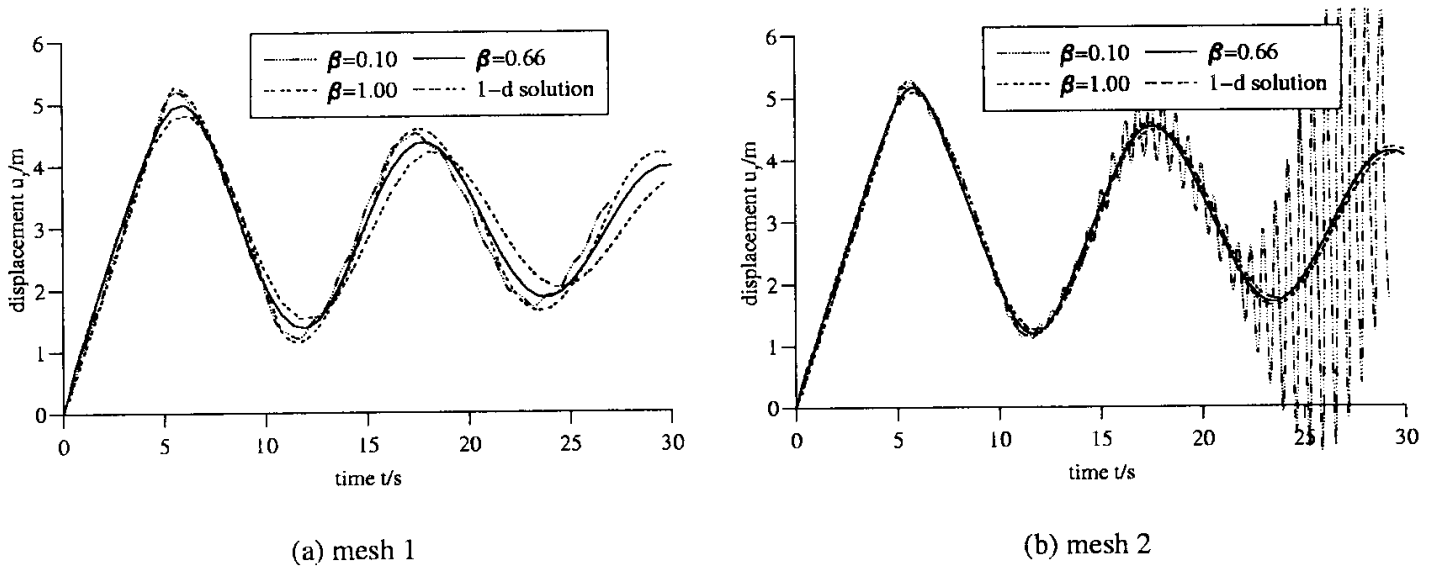 β=0.10 β=0.66
β=1.00 1-d solution
displacement uy/m
6
5
4
3
2
1
0
0 5 10 15 20 25 30
time t/s
(a) mesh 1
β=0.10 β=0.66
β=1.00 1-d solution
displacement uy/m
6
5
4
3
2
1
0
0 5 10 15 20 25 30
time t/s
(b) mesh 2